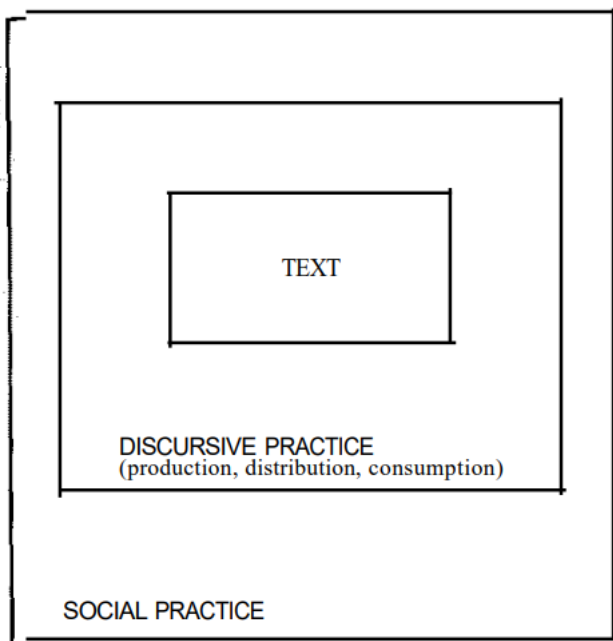 TEXT
DISCURSIVE PRACTICE
(production, distribution, consumption)
SOCIAL PRACTICE